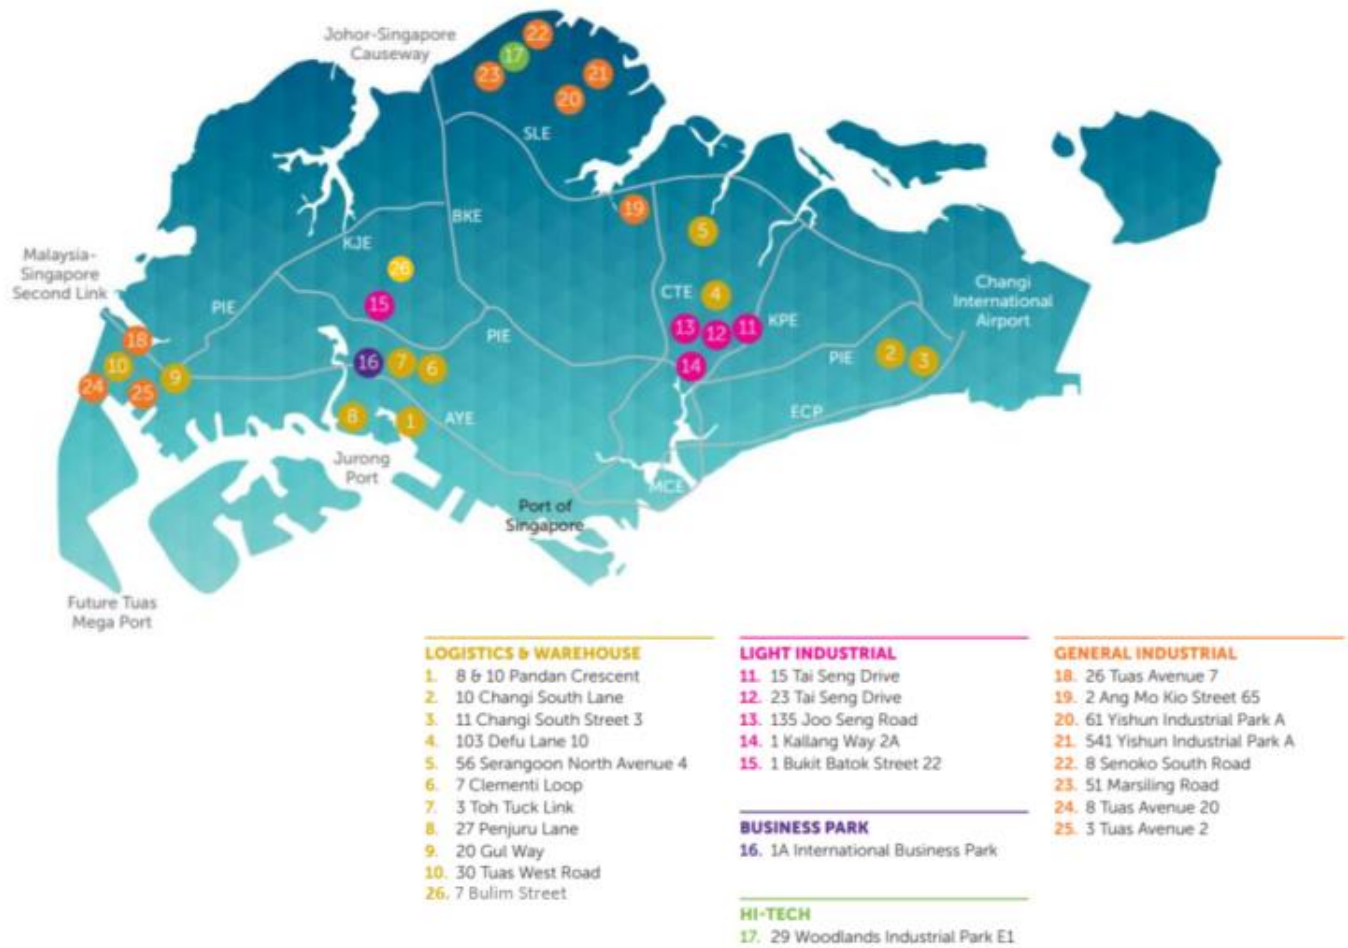 Johor-Singapore
Causeway
22
17
23
21
20
SLE
19
BKE
5
KJE
Malaysia-
Singapore
Second Link
26
15
PIE
CTE
4
Changi
International
Airport
PIE
13
12
11
KPE
18
10
9
24
25
16
7
6
14
PIE
2
3
8
1
AYE
ECP
Jurong
Port
MCE
Port of
Singapore
Future Tuas
Mega Port
LOGISTICS & WAREHOUSE
1. 8 & 10 Pandan Crescent
2. 10 Changi South Lane
3. 11 Changi South Street 3
4. 103 Defu Lane 10
5. 56 Serangoon North Avenue 4
6. 7 Clementi Loop
7. 3 Toh Tuck Link
8. 27 Penjuru Lane
9. 20 Gul Way
10. 30 Tuas West Road
26. 7 Bulim Street
LIGHT INDUSTRIAL
11. 15 Tai Seng Drive
12. 23 Tai Seng Drive
13. 135 Joo Seng Road
14. 1 Kallang Way 2A
15. 1 Bukit Batok Street 22
BUSINESS PARK
16. 1A International Business Park
HI-TECH
17. 29 Woodlands Industrial Park E1
GENERAL INDUSTRIAL
18. 26 Tuas Avenue 7
19. 2 Ang Mo Kio Street 65
20. 61 Yishun Industrial Park A
21. 541 Yishun Industrial Park A
22. 8 Senoko South Road
23. 51 Marsiling Road
24. 8 Tuas Avenue 20
25. 3 Tuas Avenue 2